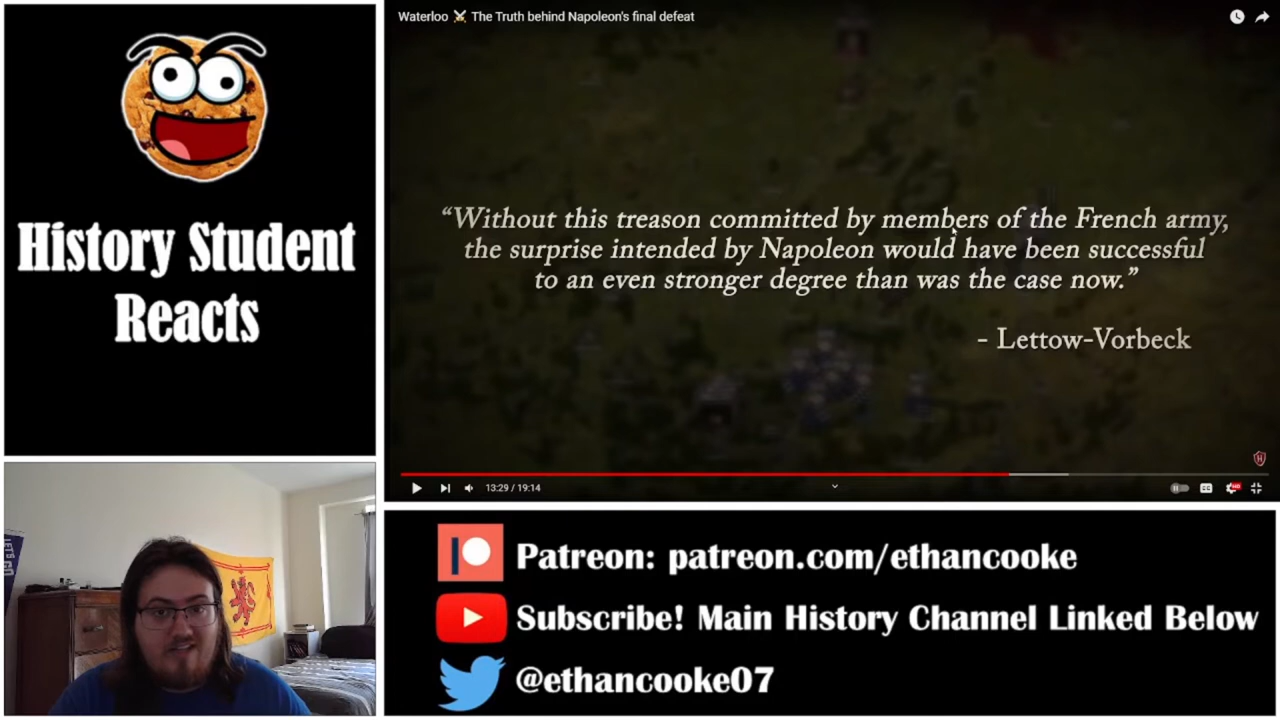 Waterloo ⚔ The Truth behind Napoleon's final defeat
History Student
Reacts
“Without this treason committed by members of the French army,
the surprise intended by Napoleon would have been successful
to an even stronger degree than was the case now.”
- Lettow-Vorbeck
13:29 / 19:14
LET'S GO
Patreon: patreon.com/ethancooke
Subscribe! Main History Channel Linked Below
@ethancooke07